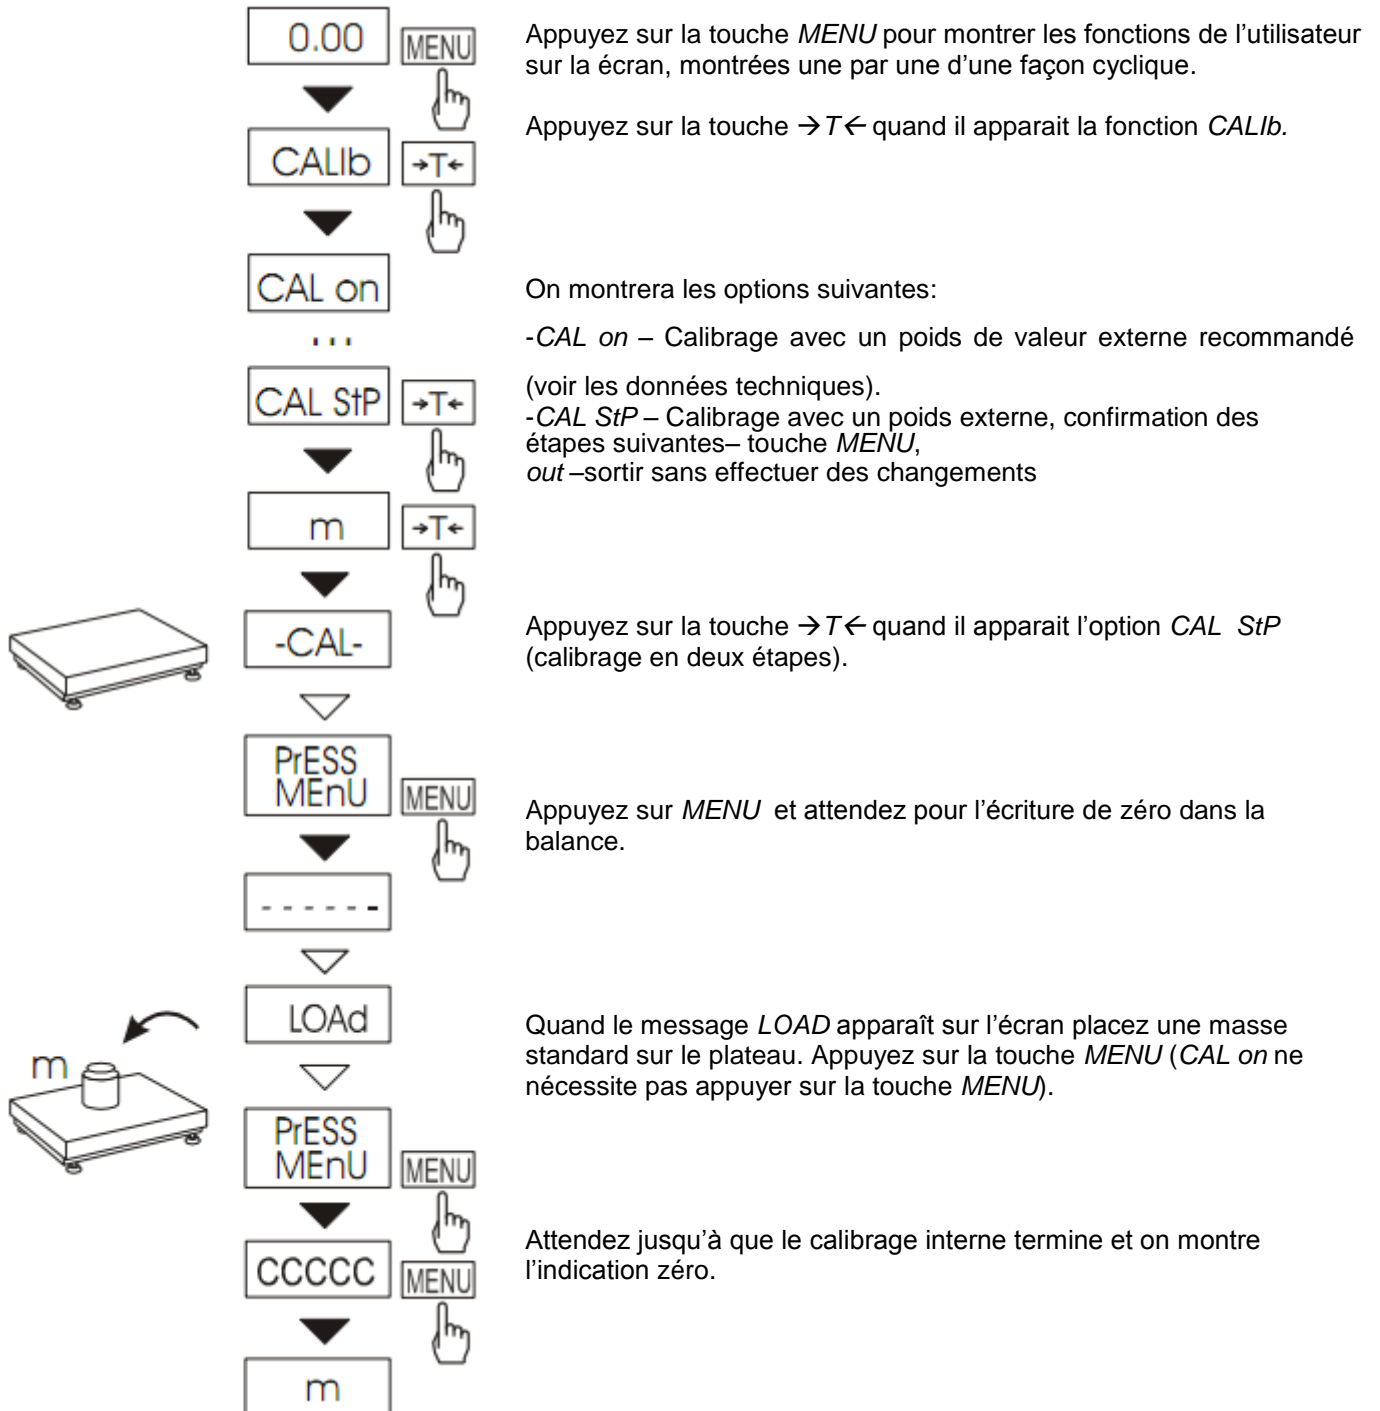 0.00 MENU
Appuyez sur la touche MENU pour montrer les fonctions de l’utilisateur
sur la écran, montrées une par une d’une façon cyclique.
Appuyez sur la touche →T← quand il apparait la fonction CALIb.
CALIb →T←
CAL on
On montrera les options suivantes:
...
-CAL on – Calibrage avec un poids de valeur externe recommandé
(voir les données techniques).
CAL StP →T←
-CAL StP – Calibrage avec un poids externe, confirmation des
étapes suivantes– touche MENU,
out –sortir sans effectuer des changements
m →T←
-CAL-
Appuyez sur la touche →T← quand il apparait l’option CAL StP
(calibrage en deux étapes).
PrESS
MEnU MENU
Appuyez sur MENU et attendez pour l’écriture de zéro dans la
balance.
- - - - - -
LOAd
Quand le message LOAD apparaît sur l’écran placez une masse
standard sur le plateau. Appuyez sur la touche MENU (CAL on ne
nécessite pas appuyer sur la touche MENU).
m
PrESS
MEnU MENU
Attendez jusqu’à que le calibrage interne termine et on montre
l’indication zéro.
CCCCC MENU
m